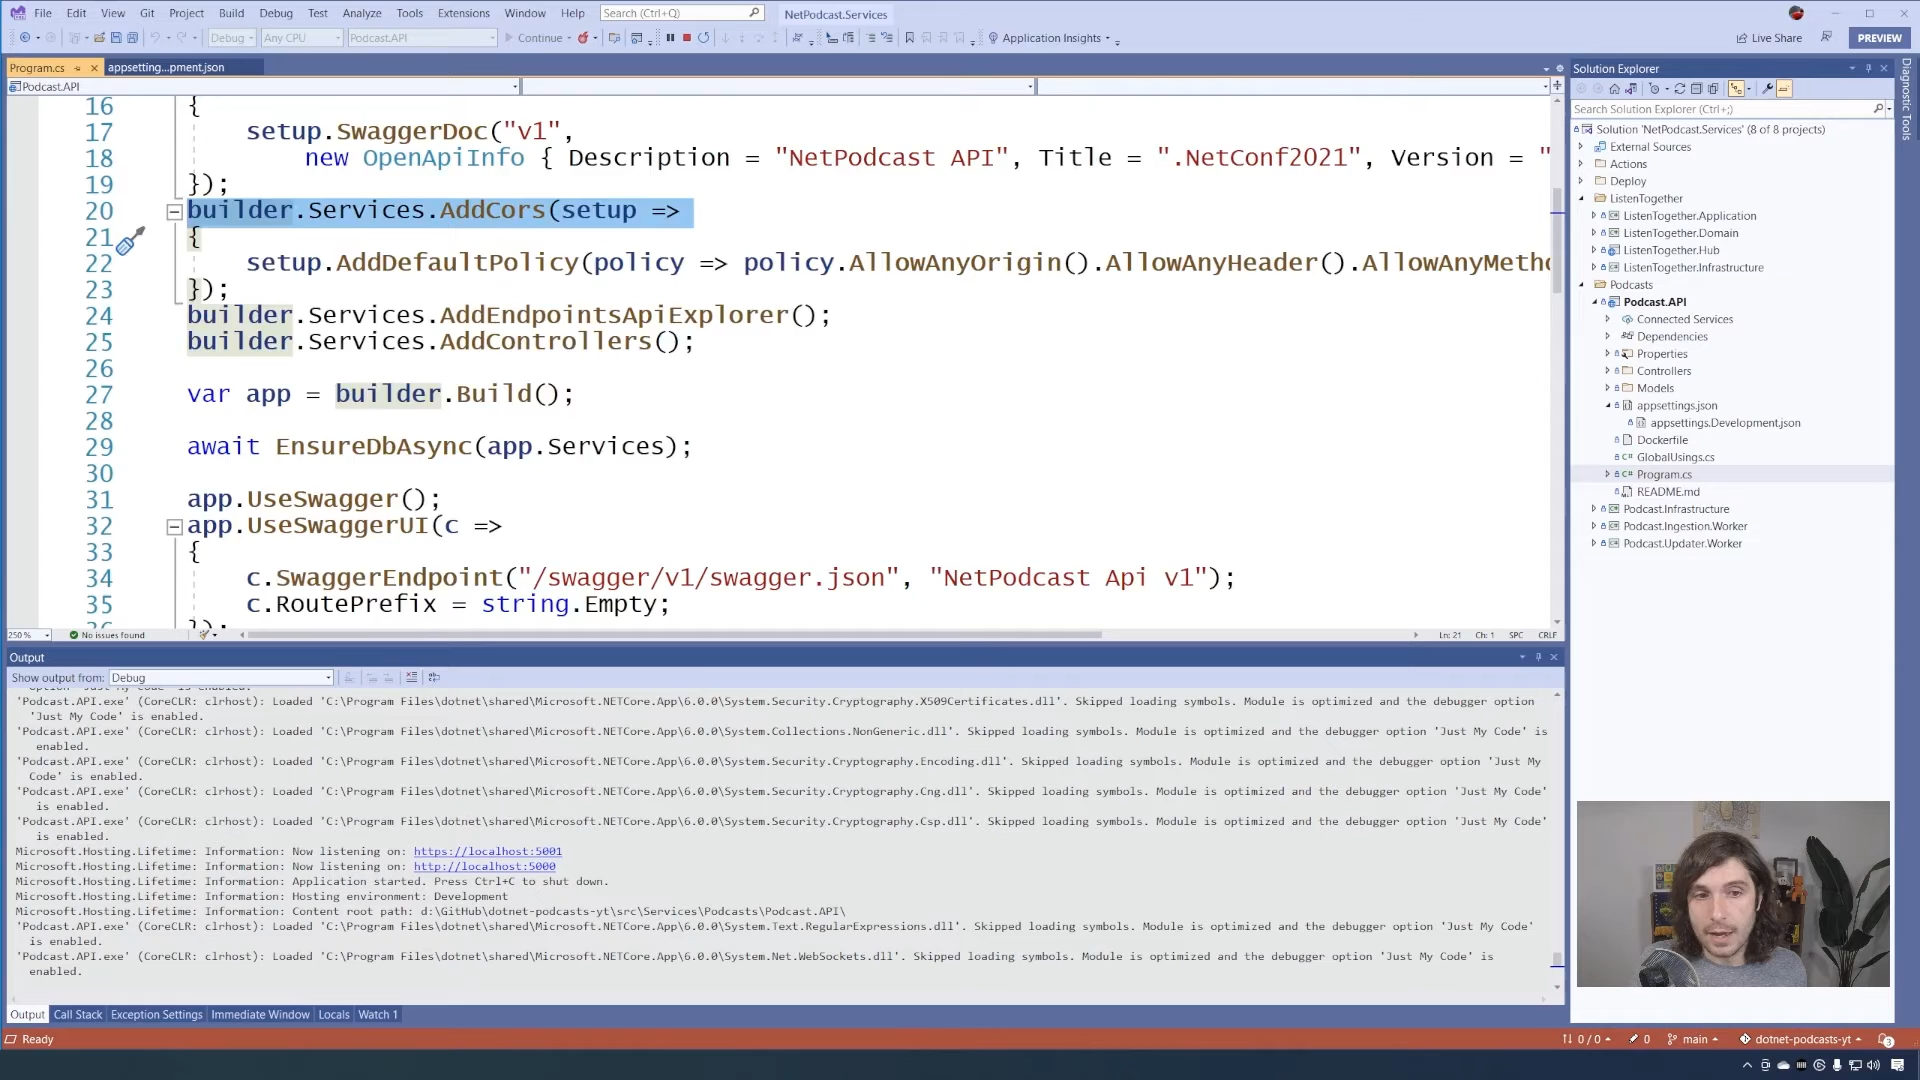 File Edit View Git Project Build Debug Test Analyze Tools Extensions Window Help Search (Ctrl+Q) NetPodcast.Services
Debug Any CPU Podcast.API Continue Application Insights Live Share PREVIEW
Program.cs appsetting...pment.json
Podcast.API
16 {
17 setup.SwaggerDoc("v1",
18 new OpenApiInfo { Description = "NetPodcast API", Title = ".NetConf2021", Version = "
19 });
20 builder.Services.AddCors(setup =>
21 {
22 setup.AddDefaultPolicy(policy => policy.AllowAnyOrigin().AllowAnyHeader().AllowAnyMetho
23 });
24 builder.Services.AddEndpointsApiExplorer();
25 builder.Services.AddControllers();
26
27 var app = builder.Build();
28
29 await EnsureDbAsync(app.Services);
30
31 app.UseSwagger();
32 app.UseSwaggerUI(c =>
33 {
34 c.SwaggerEndpoint("/swagger/v1/swagger.json", "NetPodcast Api v1");
35 c.RoutePrefix = string.Empty;
250 % No issues found Ln: 21 Ch: 1 SPC CRLF
Output
Show output from: Debug
'Podcast.API.exe' (CoreCLR: clrhost): Loaded 'C:\Program Files\dotnet\shared\Microsoft.NETCore.App\6.0.0\System.Security.Cryptography.X509Certificates.dll'. Skipped loading symbols. Module is optimized and the debugger option
'Just My Code' is enabled.
'Podcast.API.exe' (CoreCLR: clrhost): Loaded 'C:\Program Files\dotnet\shared\Microsoft.NETCore.App\6.0.0\System.Collections.NonGeneric.dll'. Skipped loading symbols. Module is optimized and the debugger option 'Just My Code' is
enabled.
'Podcast.API.exe' (CoreCLR: clrhost): Loaded 'C:\Program Files\dotnet\shared\Microsoft.NETCore.App\6.0.0\System.Security.Cryptography.Encoding.dll'. Skipped loading symbols. Module is optimized and the debugger option 'Just My
Code' is enabled.
'Podcast.API.exe' (CoreCLR: clrhost): Loaded 'C:\Program Files\dotnet\shared\Microsoft.NETCore.App\6.0.0\System.Security.Cryptography.Cng.dll'. Skipped loading symbols. Module is optimized and the debugger option 'Just My Code'
is enabled.
'Podcast.API.exe' (CoreCLR: clrhost): Loaded 'C:\Program Files\dotnet\shared\Microsoft.NETCore.App\6.0.0\System.Security.Cryptography.Csp.dll'. Skipped loading symbols. Module is optimized and the debugger option 'Just My Code'
is enabled.
Microsoft.Hosting.Lifetime: Information: Now listening on: https://localhost:5001
Microsoft.Hosting.Lifetime: Information: Now listening on: http://localhost:5000
Microsoft.Hosting.Lifetime: Information: Application started. Press Ctrl+C to shut down.
Microsoft.Hosting.Lifetime: Information: Hosting environment: Development
Microsoft.Hosting.Lifetime: Information: Content root path: d:\GitHub\dotnet-podcasts-yt\src\Services\Podcasts\Podcast.API\
'Podcast.API.exe' (CoreCLR: clrhost): Loaded 'C:\Program Files\dotnet\shared\Microsoft.NETCore.App\6.0.0\System.Text.RegularExpressions.dll'. Skipped loading symbols. Module is optimized and the debugger option 'Just My Code'
is enabled.
'Podcast.API.exe' (CoreCLR: clrhost): Loaded 'C:\Program Files\dotnet\shared\Microsoft.NETCore.App\6.0.0\System.Net.WebSockets.dll'. Skipped loading symbols. Module is optimized and the debugger option 'Just My Code' is
enabled.
Output Call Stack Exception Settings Immediate Window Locals Watch 1
Ready 0 / 0 0 main dotnet-podcasts-yt 3
Solution Explorer
Search Solution Explorer (Ctrl+;)
Solution 'NetPodcast.Services' (8 of 8 projects)
External Sources
Actions
Deploy
ListenTogether
ListenTogether.Application
ListenTogether.Domain
ListenTogether.Hub
ListenTogether.Infrastructure
Podcasts
Podcast.API
Connected Services
Dependencies
Properties
Controllers
Models
appsettings.json
appsettings.Development.json
Dockerfile
C# GlobalUsings.cs
C# Program.cs
README.md
Podcast.Infrastructure
Podcast.Ingestion.Worker
Podcast.Updater.Worker
Diagnostic Tools